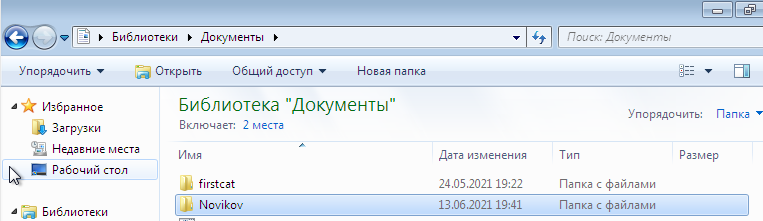 Библиотеки ▸ Документы ▸
Поиск: Документы
Упорядочить Открыть Общий доступ Новая папка
Избранное
Загрузки
Недавние места
Рабочий стол
Библиотеки
Библиотека "Документы"
Включает: 2 места
Упорядочить: Папка
Имя Дата изменения Тип Размер
firstcat 24.05.2021 19:22 Папка с файлами
Novikov 13.06.2021 19:41 Папка с файлами